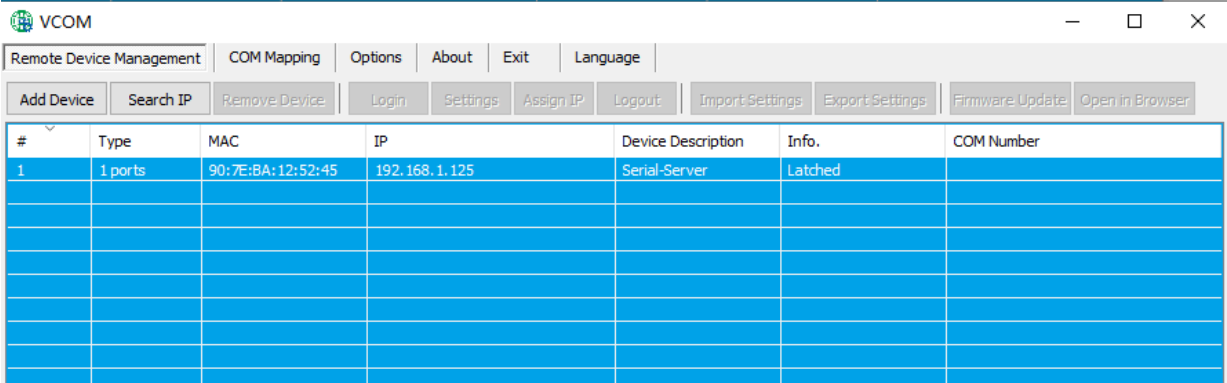 VCOM
Remote Device Management COM Mapping Options About Exit Language
Add Device Search IP Remove Device Login Settings Assign IP Logout Import Settings Export Settings Firmware Update Open in Browser
# Type MAC IP Device Description Info. COM Number
1 1 ports 90:7E:BA:12:52:45 192.168.1.125 Serial-Server Latched